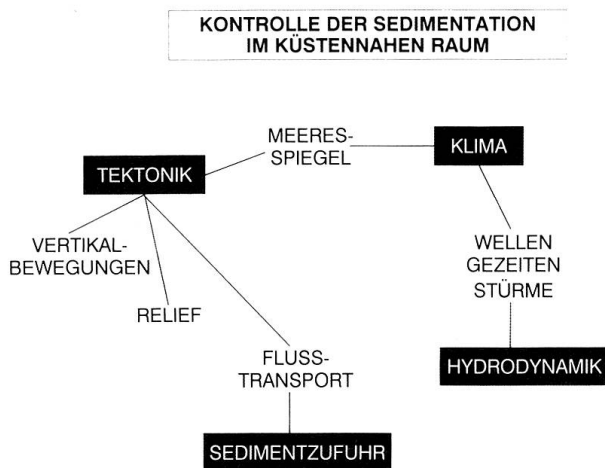 KONTROLLE DER SEDIMENTATION
IM KÜSTENNAHEN RAUM
MEERES-
SPIEGEL
KLIMA
TEKTONIK
VERTIKAL-
BEWEGUNGEN
WELLEN
GEZEITEN
STÜRME
RELIEF
FLUSS-
TRANSPORT
HYDRODYNAMIK
SEDIMENTZUFUHR